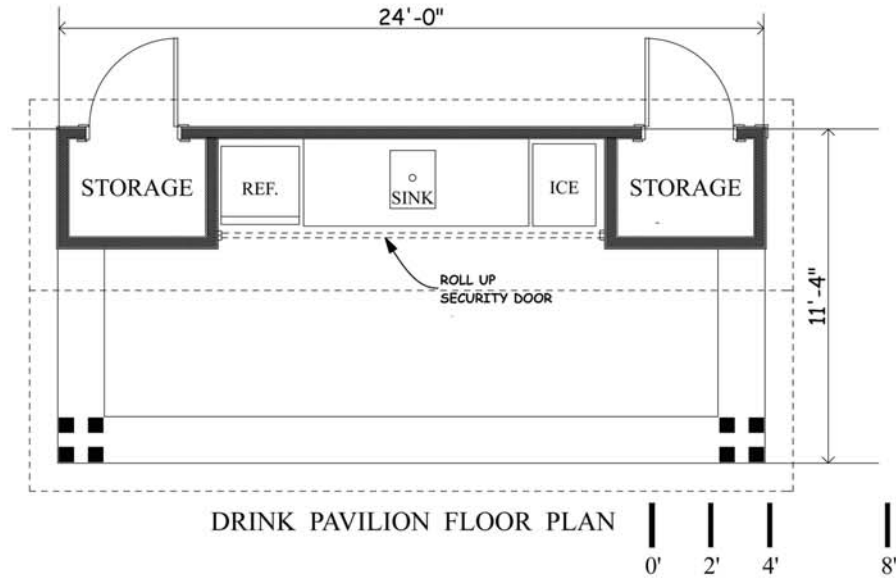 24'-0"
STORAGE
REF.
SINK
ICE
STORAGE
ROLL UP
SECURITY DOOR
11'-4"
DRINK PAVILION FLOOR PLAN
0' 2' 4' 8'